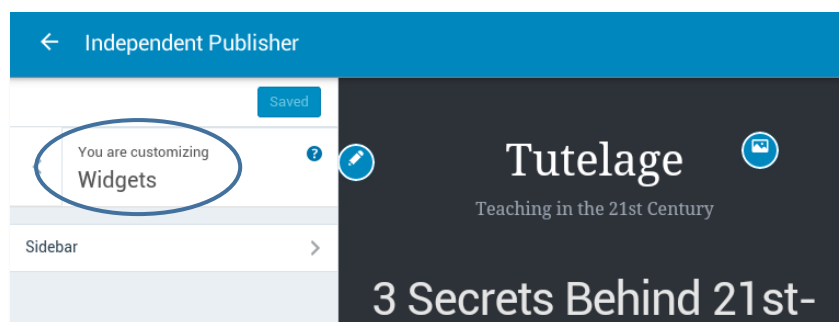 Independent Publisher
Saved
You are customizing
Widgets
?
Sidebar
Tutelage
Teaching in the 21st Century
3 Secrets Behind 21st-